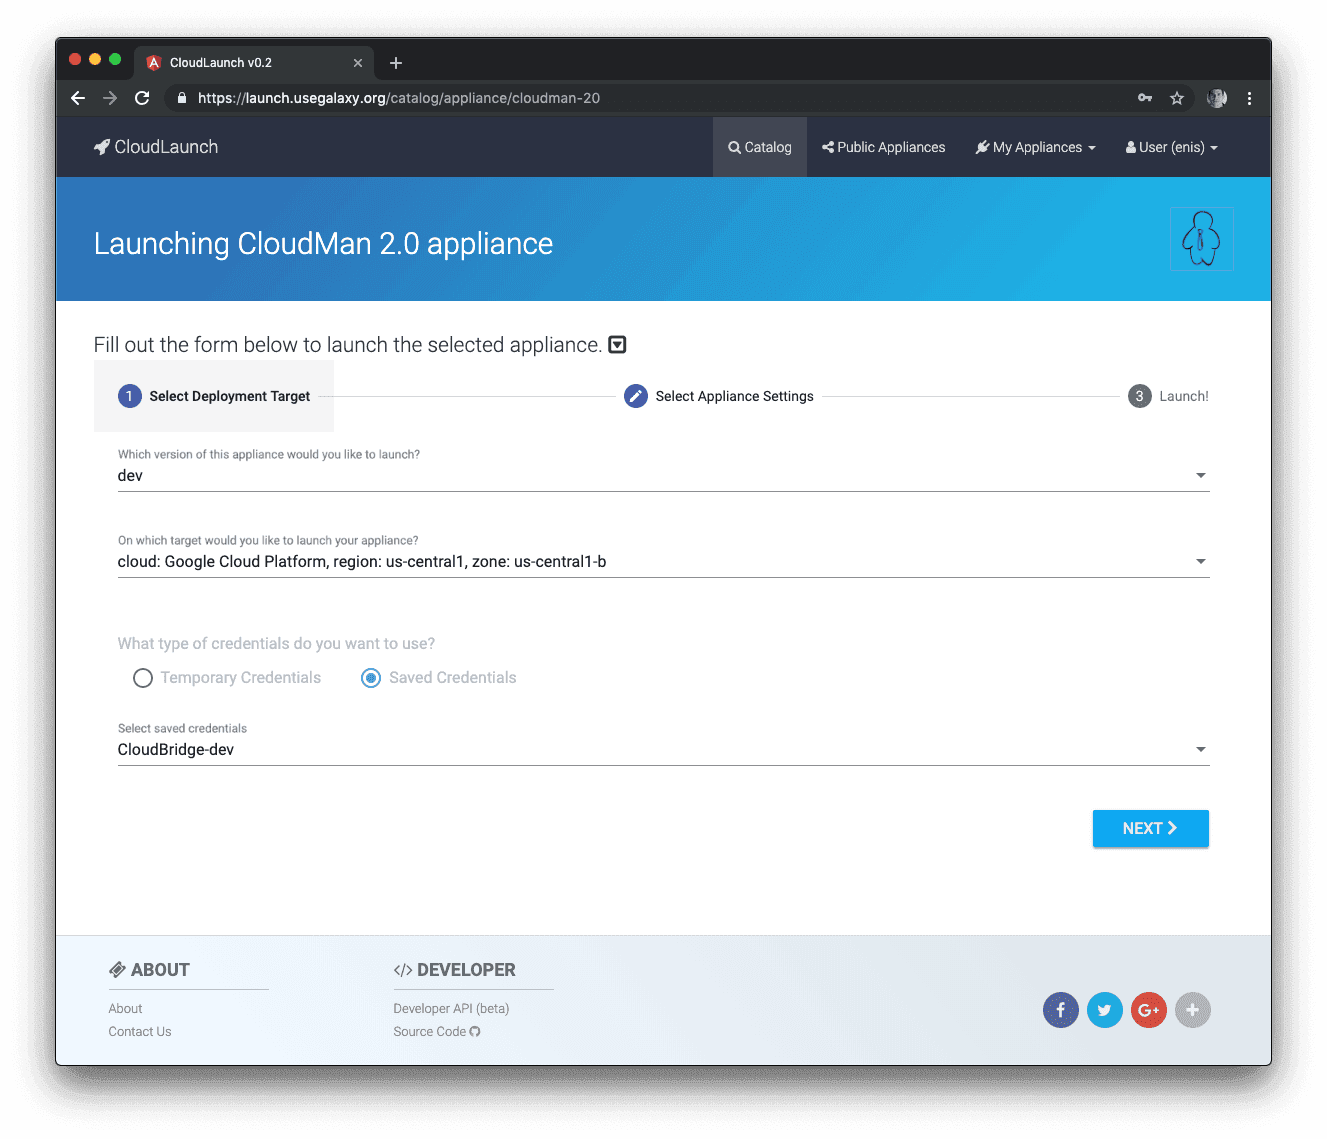 CloudLaunch v0.2
https://launch.usegalaxy.org/catalog/appliance/cloudman-20
CloudLaunch
Catalog
Public Appliances
My Appliances
User (enis)
Launching CloudMan 2.0 appliance
Fill out the form below to launch the selected appliance.
1 Select Deployment Target
Select Appliance Settings
3 Launch!
Which version of this appliance would you like to launch?
dev
On which target would you like to launch your appliance?
cloud: Google Cloud Platform, region: us-central1, zone: us-central1-b
What type of credentials do you want to use?
Temporary Credentials
Saved Credentials
Select saved credentials
CloudBridge-dev
NEXT
ABOUT
About
Contact Us
</> DEVELOPER
Developer API (beta)
Source Code
f
G+